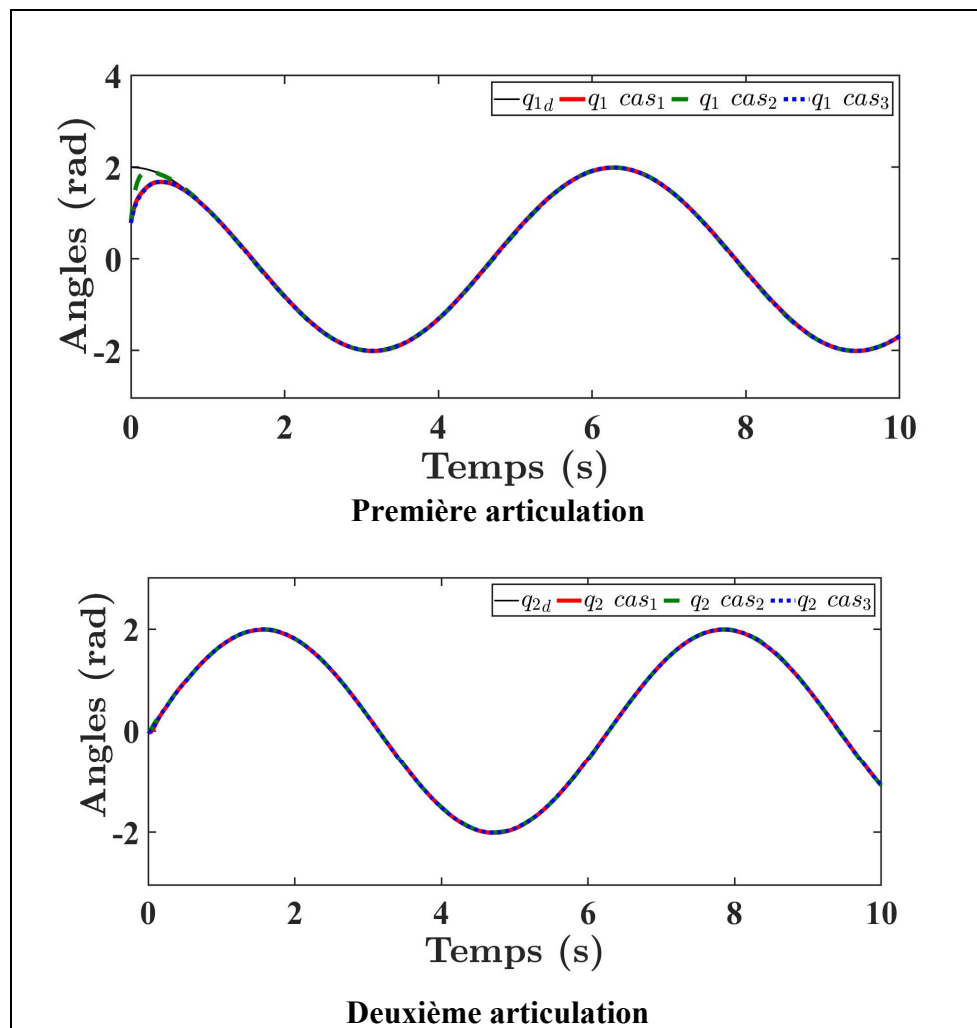 4
q1d q1 cas1 q1 cas2 q1 cas3
2
0
-2
Angles (rad)
0 2 4 6 8 10
Temps (s)
Première articulation
q2d q2 cas1 q2 cas2 q2 cas3
2
0
-2
Angles (rad)
0 2 4 6 8 10
Temps (s)
Deuxième articulation